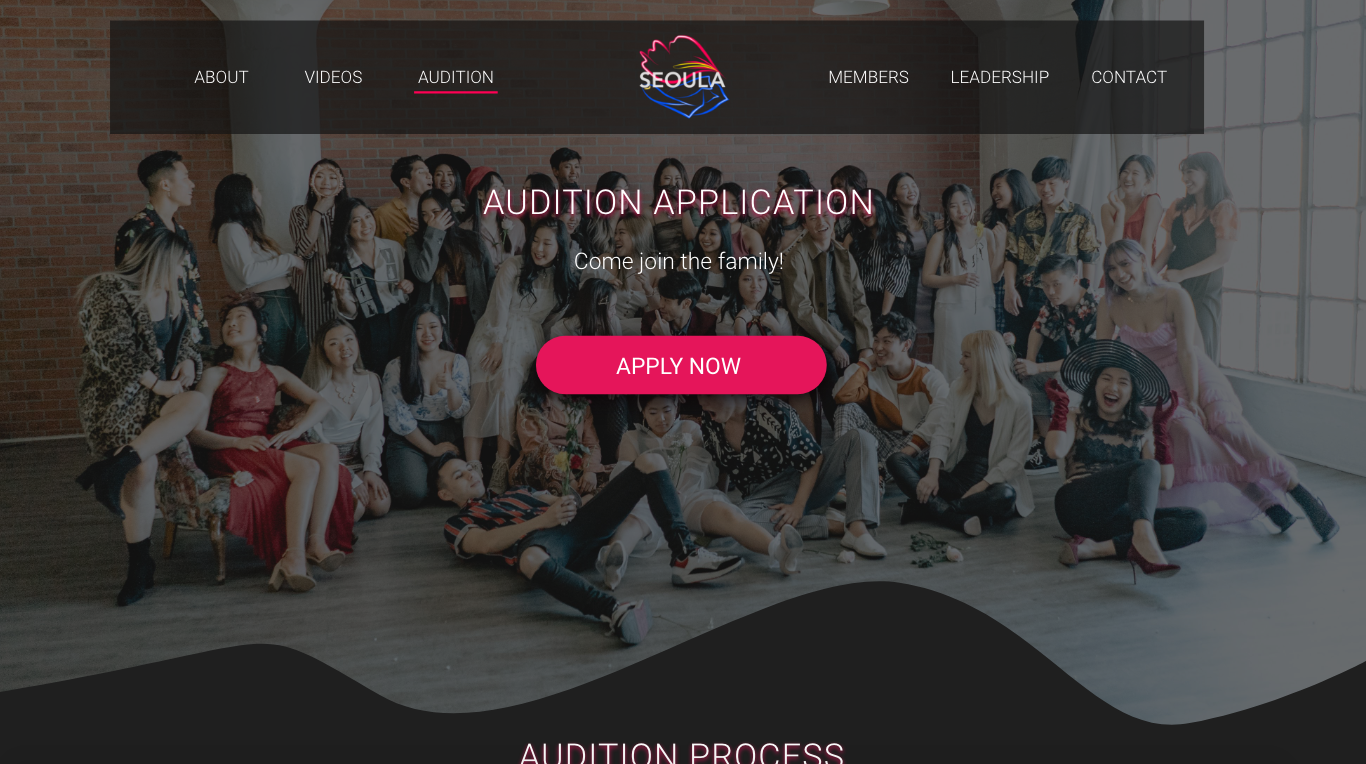 ABOUT
VIDEOS
AUDITION
SEOULA
MEMBERS
LEADERSHIP
CONTACT
AUDITION APPLICATION
Come join the family!
APPLY NOW
AUDITION PROCESS